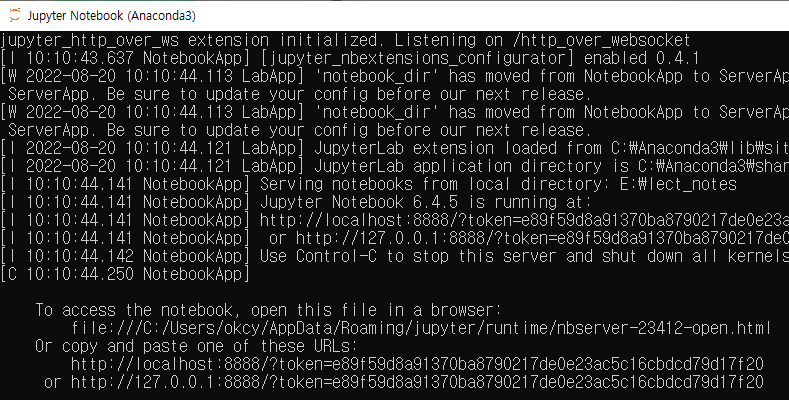 Jupyter Notebook (Anaconda3)
jupyter_http_over_ws extension initialized. Listening on /http_over_websocket
[I 10:10:43.637 NotebookApp] [jupyter_nbextensions_configurator] enabled 0.4.1
[W 2022-08-20 10:10:44.113 LabApp] 'notebook_dir' has moved from NotebookApp to ServerAp
ServerApp. Be sure to update your config before our next release.
[W 2022-08-20 10:10:44.113 LabApp] 'notebook_dir' has moved from NotebookApp to ServerAp
ServerApp. Be sure to update your config before our next release.
[I 2022-08-20 10:10:44.121 LabApp] JupyterLab extension loaded from C:₩Anaconda3₩lib₩sit
[I 2022-08-20 10:10:44.121 LabApp] JupyterLab application directory is C:₩Anaconda3₩shar
[I 10:10:44.141 NotebookApp] Serving notebooks from local directory: E:₩lect_notes
[I 10:10:44.141 NotebookApp] Jupyter Notebook 6.4.5 is running at:
[I 10:10:44.141 NotebookApp] http://localhost:8888/?token=e89f59d8a91370ba8790217de0e23a
[I 10:10:44.141 NotebookApp]  or http://127.0.0.1:8888/?token=e89f59d8a91370ba8790217de0
[I 10:10:44.142 NotebookApp] Use Control-C to stop this server and shut down all kernels
[C 10:10:44.250 NotebookApp]
To access the notebook, open this file in a browser:
file:///C:/Users/okcy/AppData/Roaming/jupyter/runtime/nbserver-23412-open.html
Or copy and paste one of these URLs:
http://localhost:8888/?token=e89f59d8a91370ba8790217de0e23ac5c16cbdcd79d17f20
or http://127.0.0.1:8888/?token=e89f59d8a91370ba8790217de0e23ac5c16cbdcd79d17f20